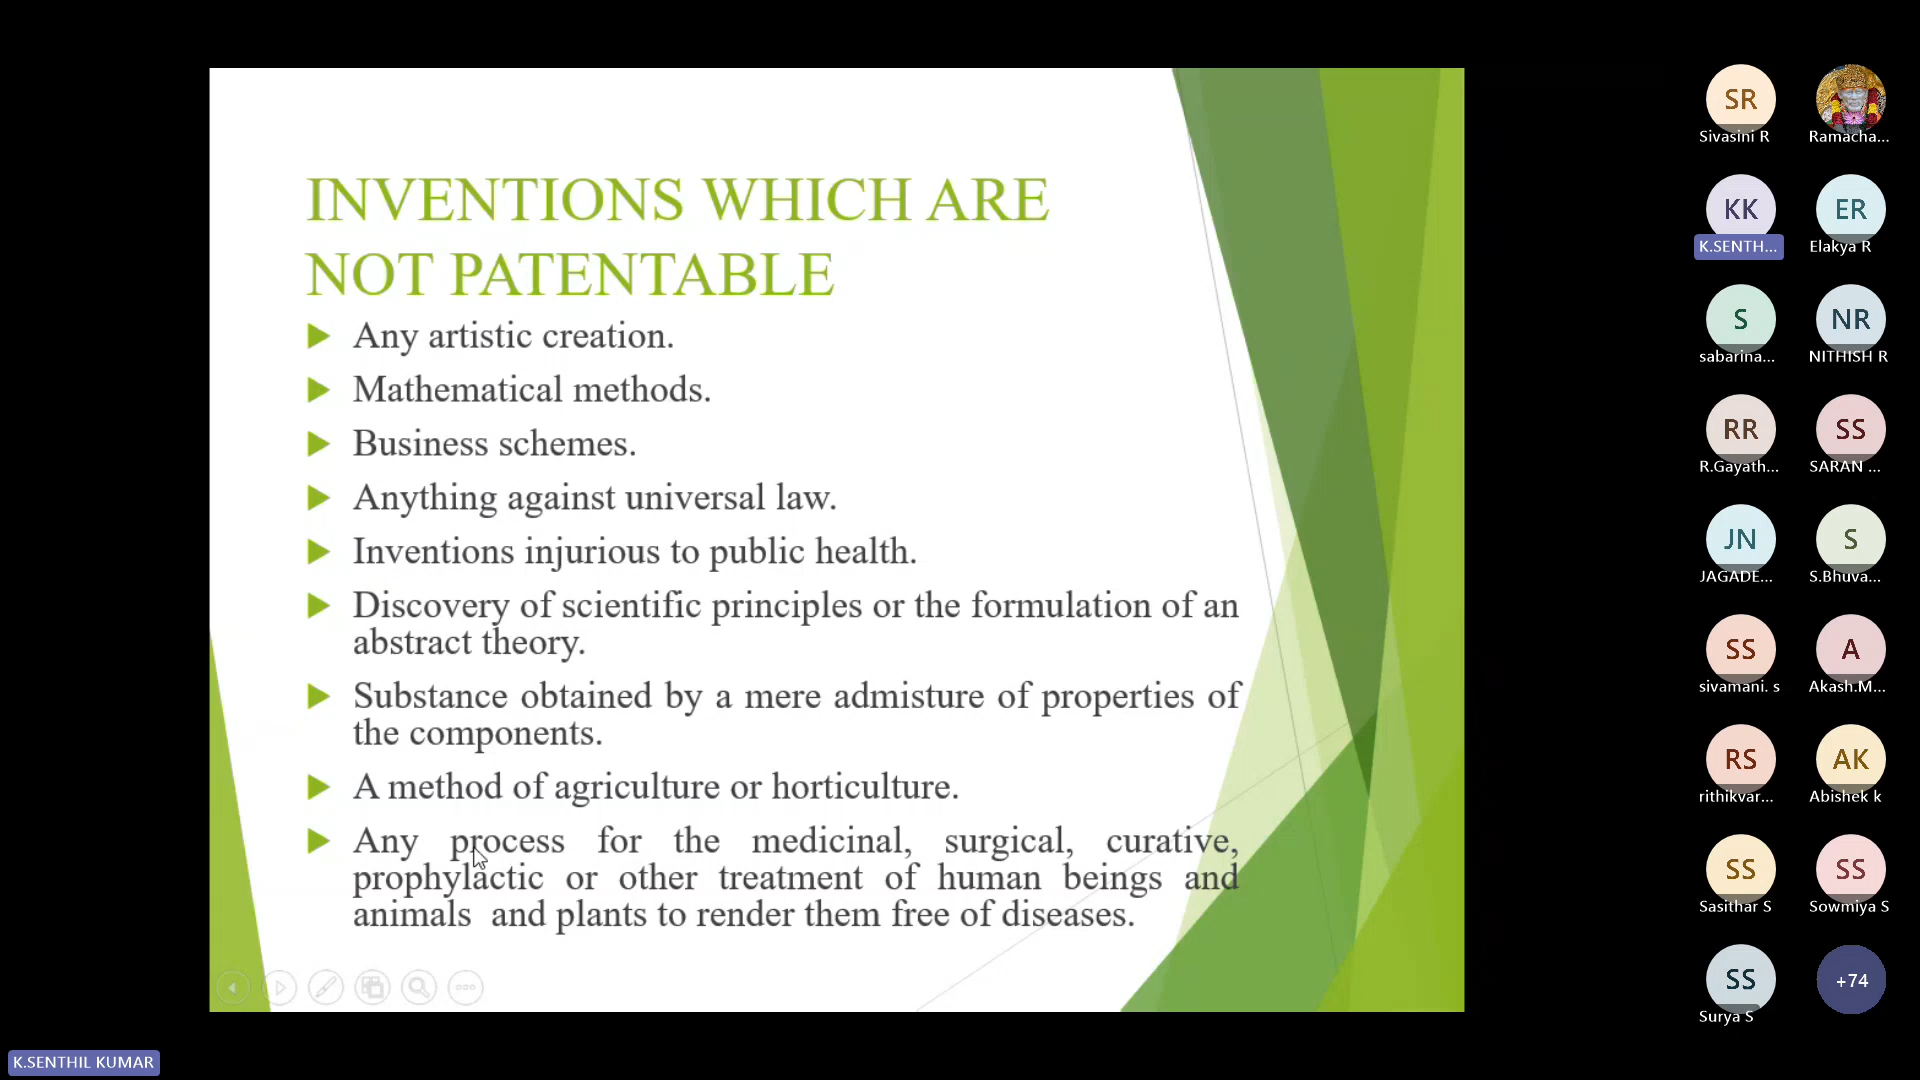 INVENTIONS WHICH ARE
NOT PATENTABLE
Any artistic creation.
Mathematical methods.
Business schemes.
Anything against universal law.
Inventions injurious to public health.
Discovery of scientific principles or the formulation of an
abstract theory.
Substance obtained by a mere admisture of properties of
the components.
A method of agriculture or horticulture.
Any process for the medicinal, surgical, curative,
prophylactic or other treatment of human beings and
animals and plants to render them free of diseases.
SR
Sivasini R
Ramacha...
KK
K.SENTH...
ER
Elakya R
S
sabarina...
NR
NITHISH R
RR
R.Gayath...
SS
SARAN ...
JN
JAGADE...
S
S.Bhuva...
SS
sivamani. s
A
Akash.M...
RS
rithikvar...
AK
Abishek k
SS
Sasithar S
SS
Sowmiya S
SS
Surya S
+74
K.SENTHIL KUMAR